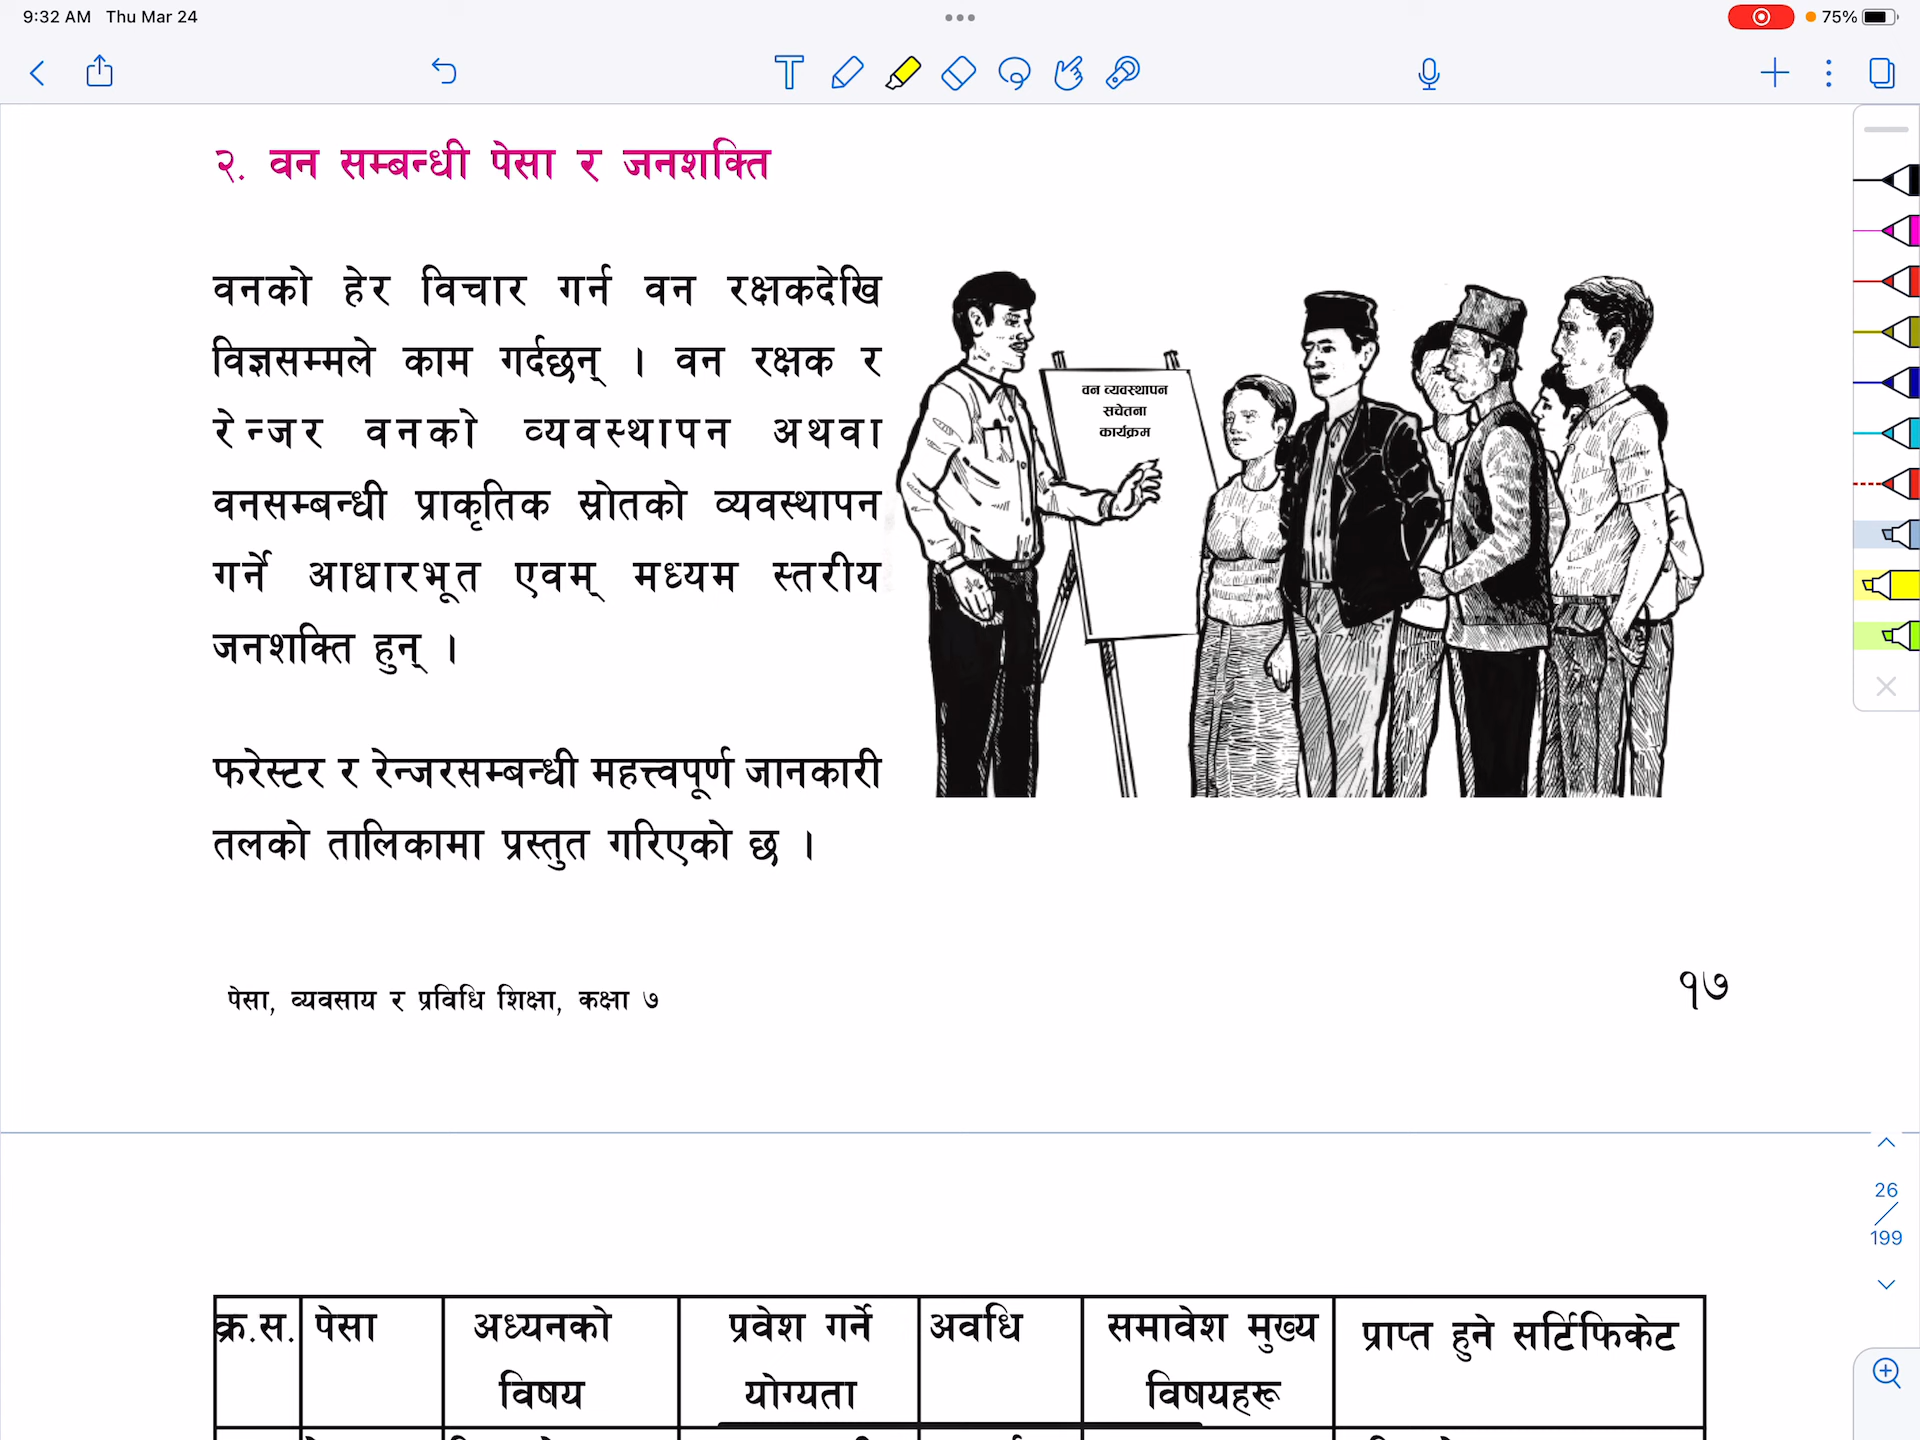 9:32 AM Thu Mar 24
75%
२. वन सम्बन्धी पेसा र जनशक्ति
वनको हेर विचार गर्न वन रक्षकदेखि
विज्ञसम्मले काम गर्दछन् । वन रक्षक र
रेन्जर वनको व्यवस्थापन अथवा
वनसम्बन्धी प्राकृतिक स्रोतको व्यवस्थापन
गर्ने आधारभूत एवम् मध्यम स्तरीय
जनशक्ति हुन् ।
वन व्यवस्थापन
सचेतना
कार्यक्रम
फरेस्टर र रेन्जरसम्बन्धी महत्त्वपूर्ण जानकारी
तलको तालिकामा प्रस्तुत गरिएको छ ।
पेसा, व्यवसाय र प्रविधि शिक्षा, कक्षा ७
१७
26
199
क्र.स. पेसा अध्यनको प्रवेश गर्ने अवधि समावेश मुख्य प्राप्त हुने सर्टिफिकेट
विषय योग्यता विषयहरू